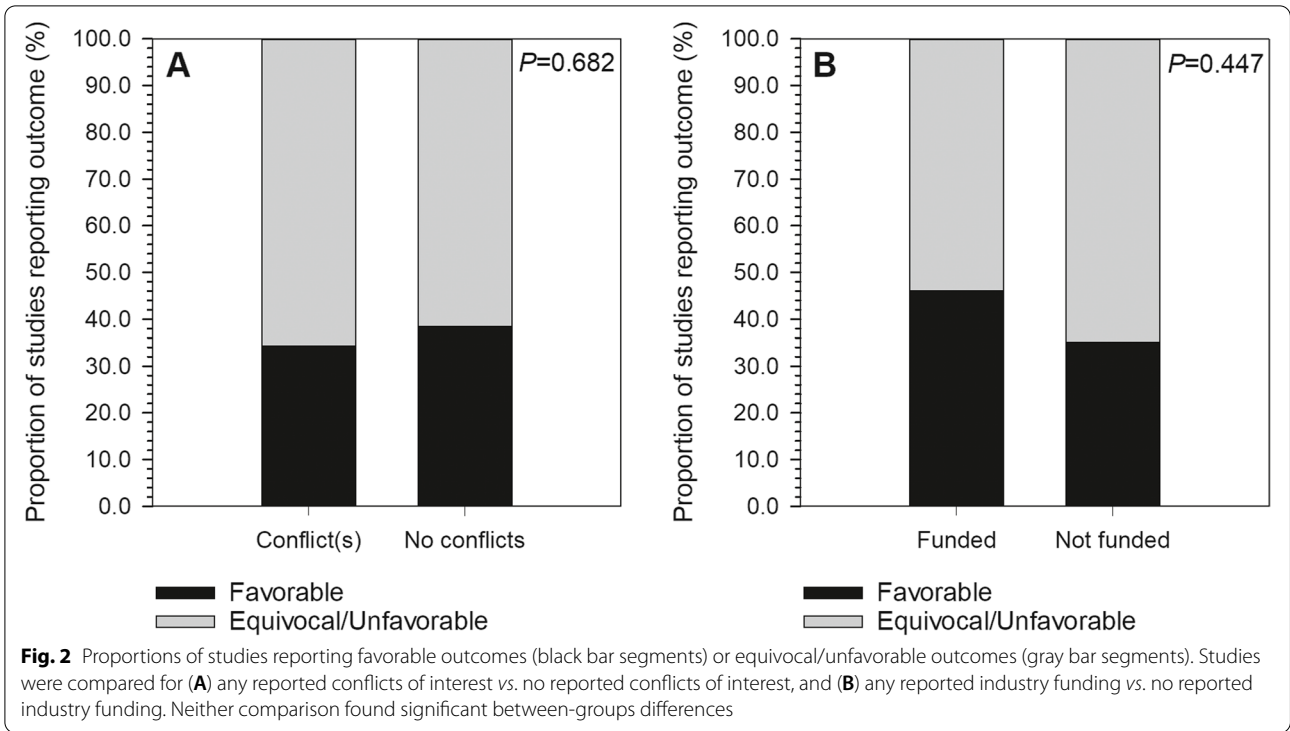 Proportion of studies reporting outcome (%)
100.0
90.0
80.0
70.0
60.0
50.0
40.0
30.0
20.0
10.0
0.0
A
P=0.682
Conflict(s) No conflicts
Favorable
Equivocal/Unfavorable
Proportion of studies reporting outcome (%)
100.0
90.0
80.0
70.0
60.0
50.0
40.0
30.0
20.0
10.0
0.0
B
P=0.447
Funded Not funded
Favorable
Equivocal/Unfavorable
Fig. 2 Proportions of studies reporting favorable outcomes (black bar segments) or equivocal/unfavorable outcomes (gray bar segments). Studies
were compared for (A) any reported conflicts of interest vs. no reported conflicts of interest, and (B) any reported industry funding vs. no reported
industry funding. Neither comparison found significant between-groups differences